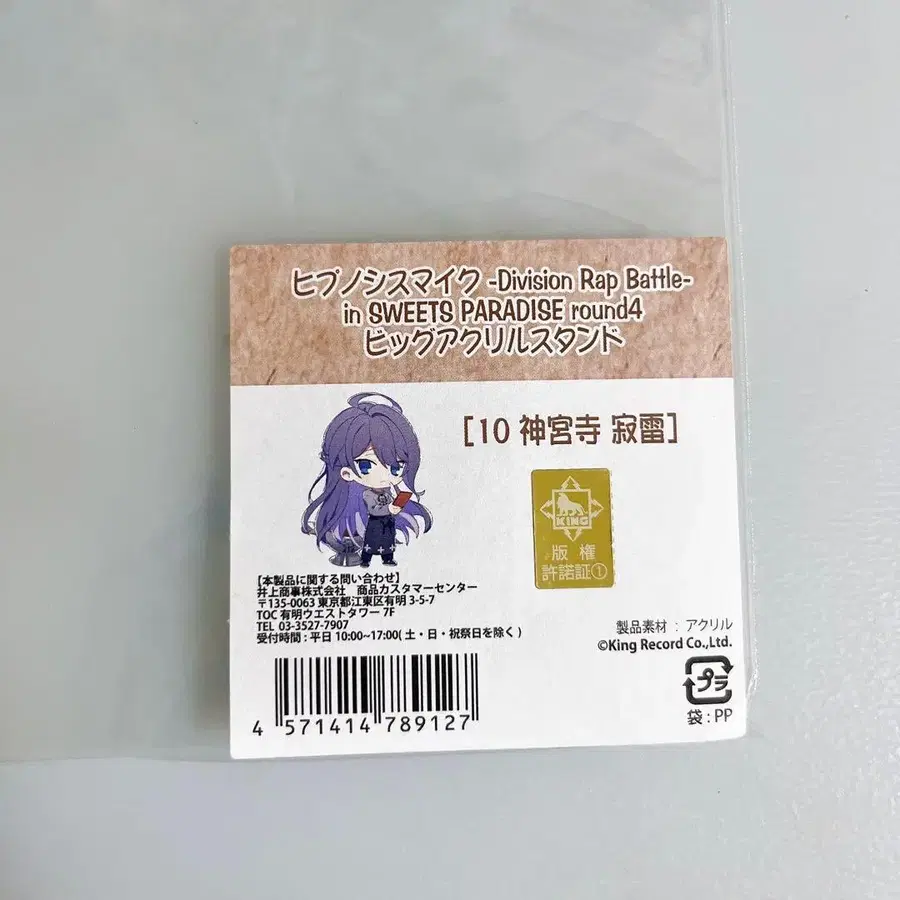 ヒプノシスマイク -Division Rap Battle-
in SWEETS PARADISE round4
ビッグアクリルスタンド
[10 神宮寺 寂雷]
KING
版権
許諾証①
【本製品に関する問い合わせ】
井上商事株式会社 商品カスタマーセンター
〒135-0063 東京都江東区有明 3-5-7
TOC 有明ウエストタワー 7F
TEL 03-3527-7907
受付時間 : 平日 10:00~17:00( 土・日・祝祭日を除く )
製品素材 : アクリル
©King Record Co.,Ltd.
プラ
袋 : PP
4 571414 789127